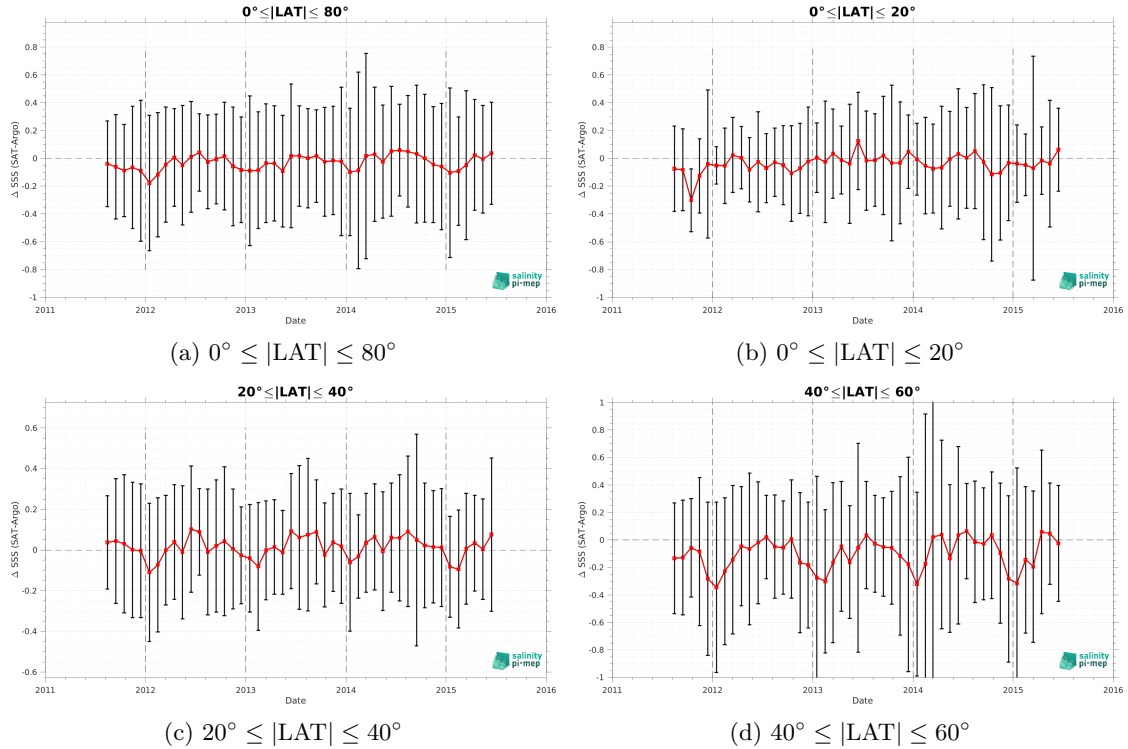 0°≤|LAT|≤ 80°
Δ SSS (SAT-Argo)
0.8
0.6
0.4
0.2
0
-0.2
-0.4
-0.6
-0.8
-1
2011
2012
2013
2014
2015
2016
Date
salinity
pi-mep
(a) 0° ≤ |LAT| ≤ 80°
0°≤|LAT|≤ 20°
Δ SSS (SAT-Argo)
0.8
0.6
0.4
0.2
0
-0.2
-0.4
-0.6
-0.8
-1
2011
2012
2013
2014
2015
2016
Date
salinity
pi-mep
(b) 0° ≤ |LAT| ≤ 20°
20°≤|LAT|≤ 40°
Δ SSS (SAT-Argo)
0.6
0.4
0.2
0
-0.2
-0.4
-0.6
2011
2012
2013
2014
2015
2016
Date
salinity
pi-mep
(c) 20° ≤ |LAT| ≤ 40°
40°≤|LAT|≤ 60°
Δ SSS (SAT-Argo)
1
0.8
0.6
0.4
0.2
0
-0.2
-0.4
-0.6
-0.8
-1
2011
2012
2013
2014
2015
2016
Date
salinity
pi-mep
(d) 40° ≤ |LAT| ≤ 60°